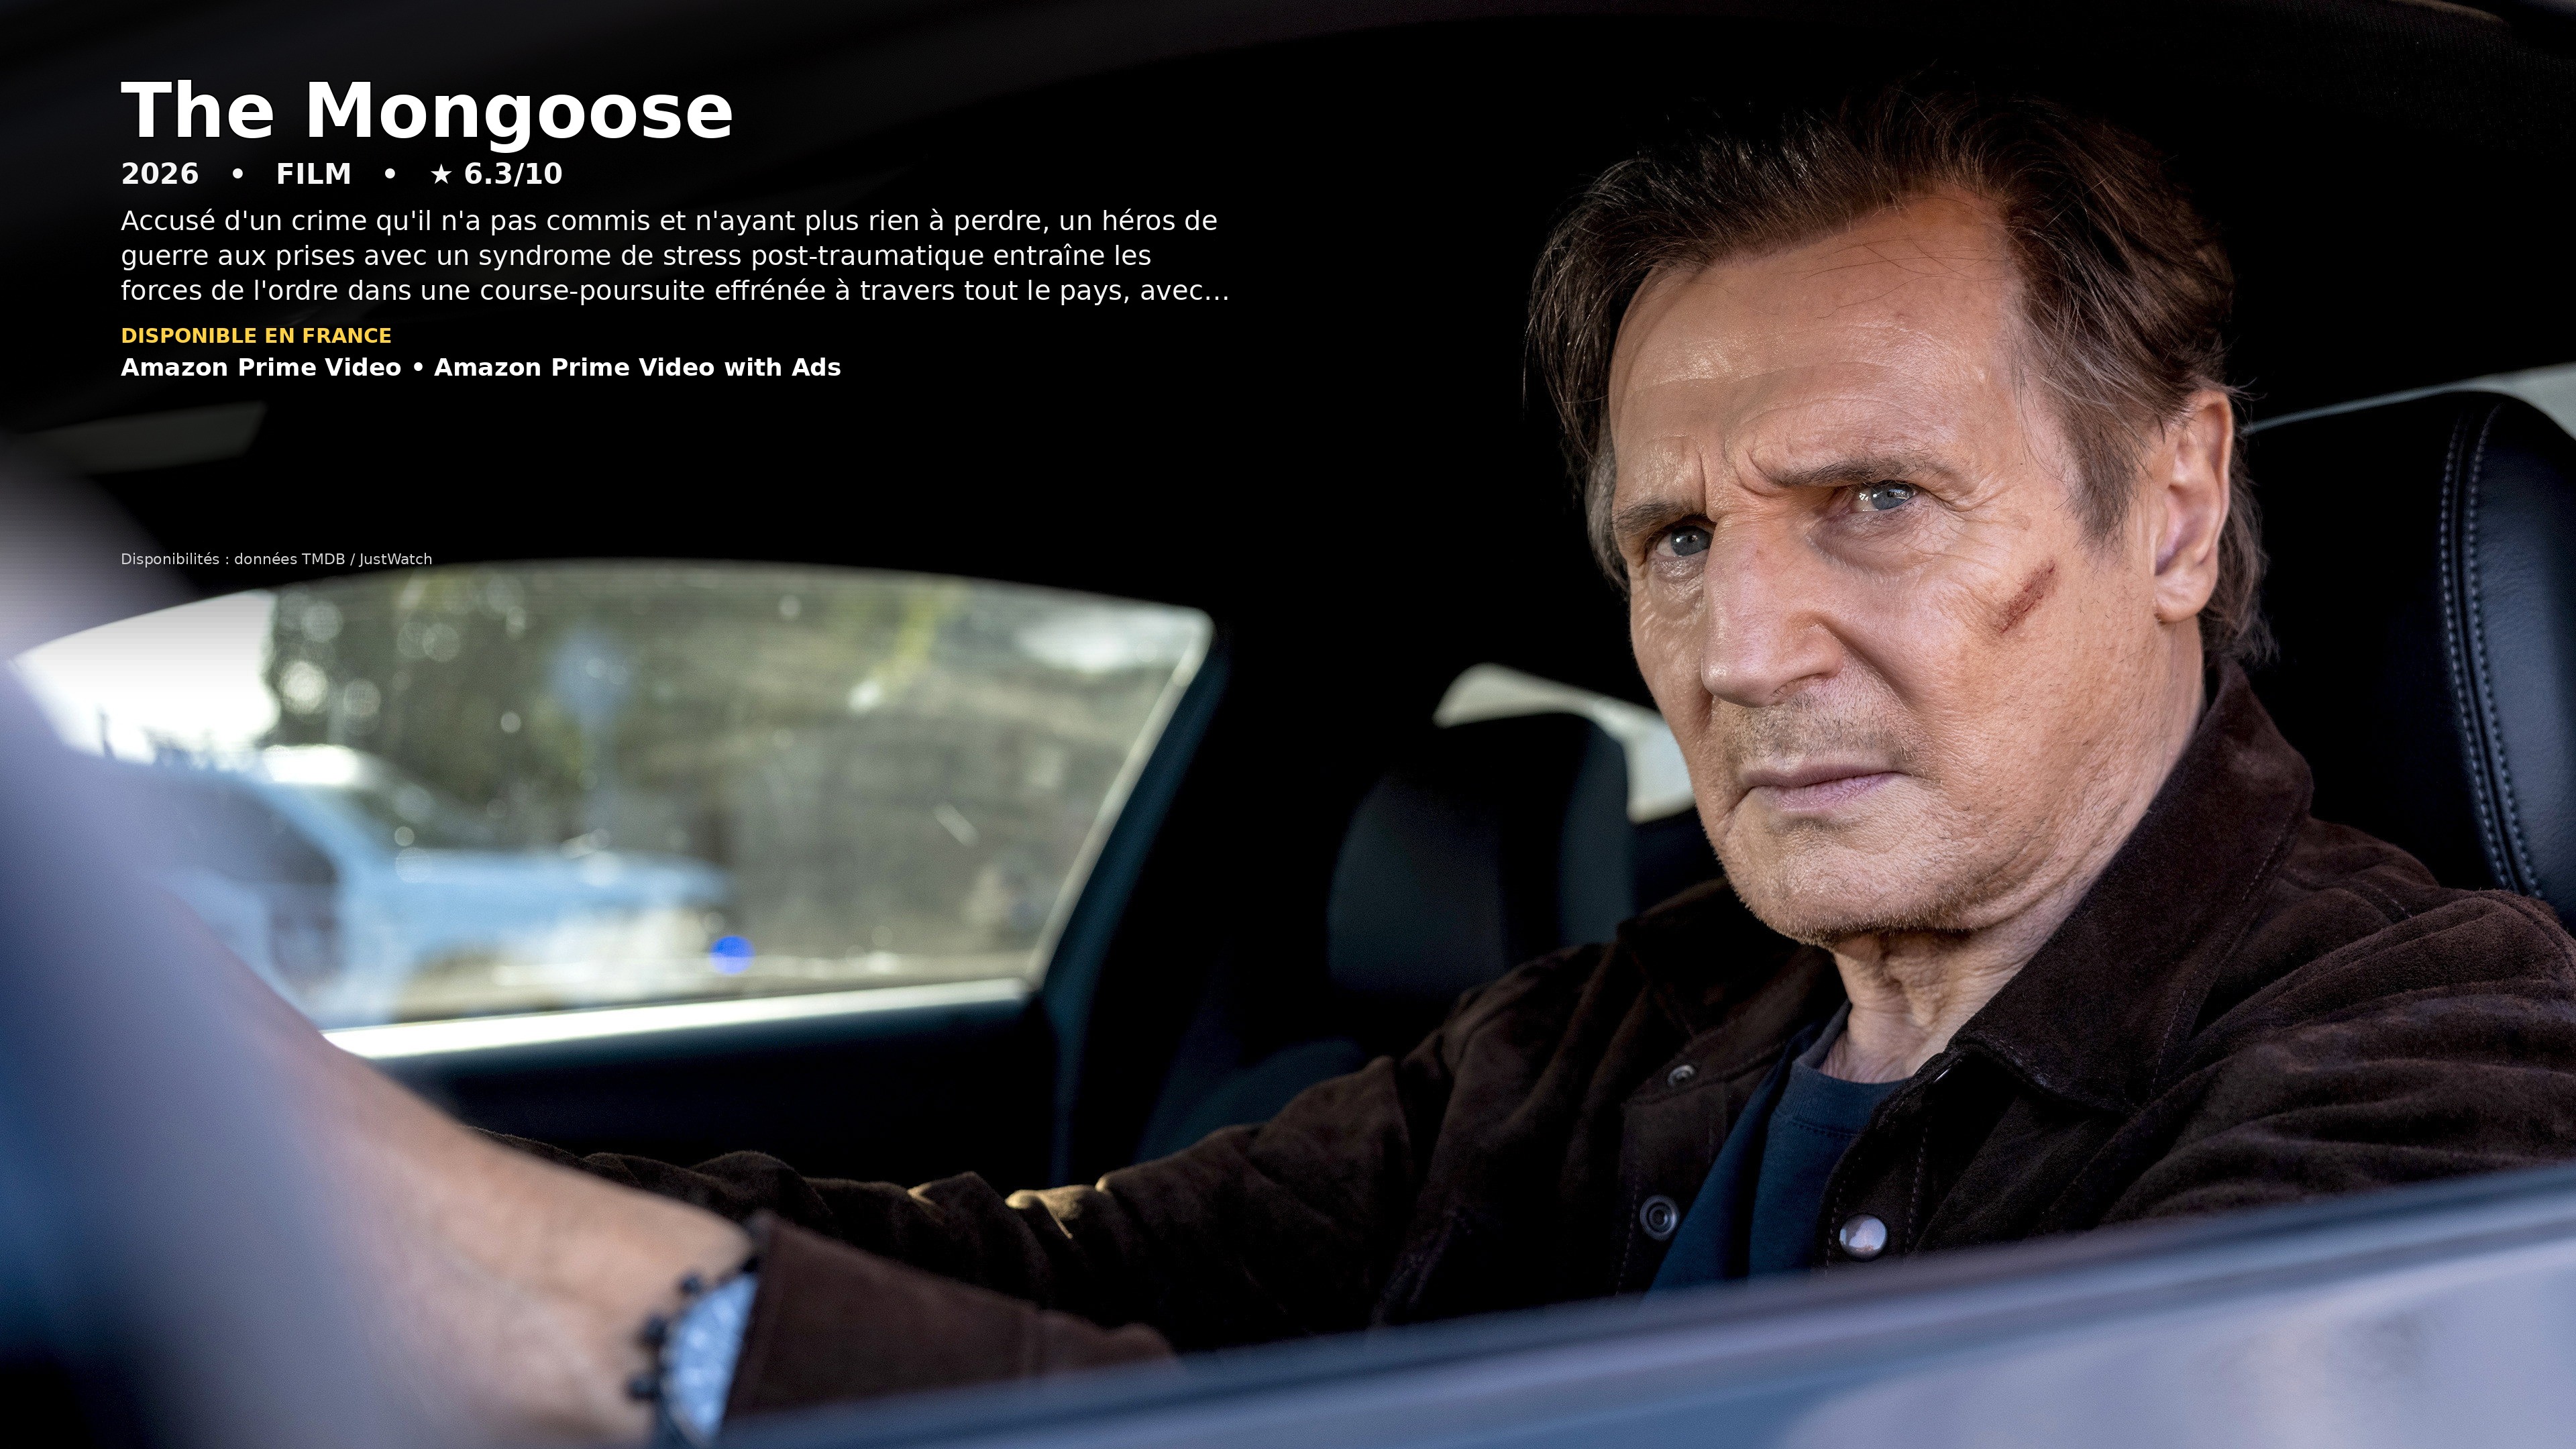 The Mongoose
2026 • FILM • ★ 6.3/10
Accusé d'un crime qu'il n'a pas commis et n'ayant plus rien à perdre, un héros de
guerre aux prises avec un syndrome de stress post-traumatique entraîne les
forces de l'ordre dans une course-poursuite effrénée à travers tout le pays, avec…
DISPONIBLE EN FRANCE
Amazon Prime Video • Amazon Prime Video with Ads
Disponibilités : données TMDB / JustWatch